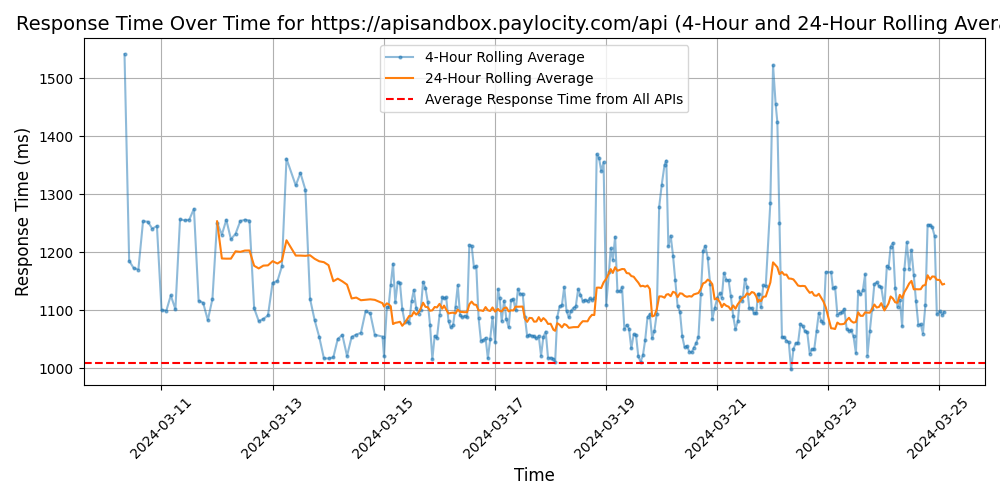 Response Time Over Time for https://apisandbox.paylocity.com/api (4-Hour and 24-Hour Rolling Avera
4-Hour Rolling Average
24-Hour Rolling Average
Average Response Time from All APIs
Response Time (ms)
1500
1400
1300
1200
1100
1000
2024-03-11
2024-03-13
2024-03-15
2024-03-17
2024-03-19
2024-03-21
2024-03-23
2024-03-25
Time